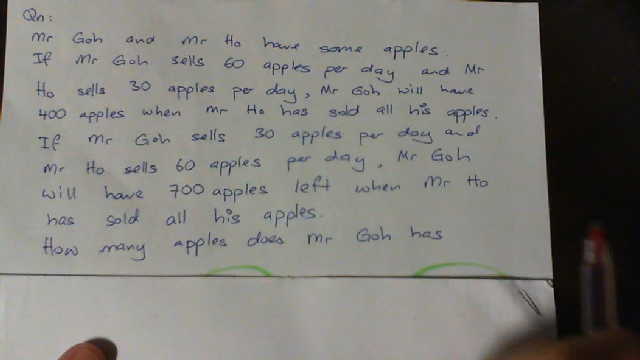 Qn:
Mr Goh and Mr Ho have some apples.
If Mr Goh sells 60 apples per day and Mr
Ho sells 30 apples per day, Mr Goh will have
400 apples when Mr Ho has sold all his apples.
If Mr Goh sells 30 apples per day and
Mr Ho sells 60 apples per day, Mr Goh
will have 700 apples left when Mr Ho
has sold all his apples.
How many apples does Mr Goh has